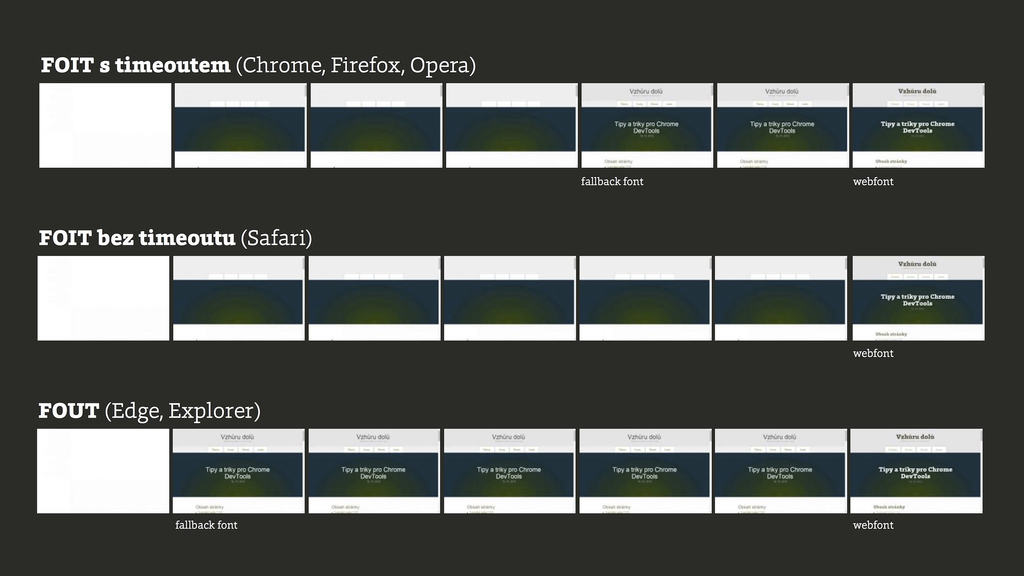 FOIT s timeoutem (Chrome, Firefox, Opera)
Vzhůru dolů
Vzhůru dolů
Vzhůru dolů
Tipy a triky pro Chrome
DevTools
Tipy a triky pro Chrome
DevTools
Tipy a triky pro Chrome
DevTools
Obsah stránky
Obsah stránky
Obsah stránky
fallback font
webfont
FOIT bez timeoutu (Safari)
Vzhůru dolů
Tipy a triky pro Chrome
DevTools
Obsah stránky
webfont
FOUT (Edge, Explorer)
Vzhůru dolů
Vzhůru dolů
Vzhůru dolů
Vzhůru dolů
Vzhůru dolů
Vzhůru dolů
Tipy a triky pro Chrome
DevTools
Tipy a triky pro Chrome
DevTools
Tipy a triky pro Chrome
DevTools
Tipy a triky pro Chrome
DevTools
Tipy a triky pro Chrome
DevTools
Tipy a triky pro Chrome
DevTools
Obsah stránky
Obsah stránky
Obsah stránky
Obsah stránky
Obsah stránky
Obsah stránky
fallback font
webfont